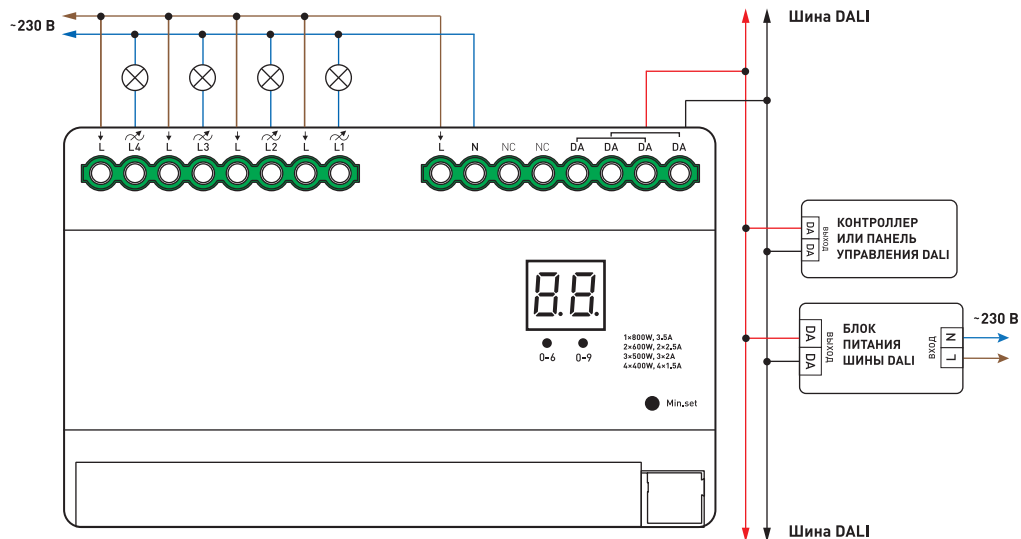 Шина DALI
~230 В
L L4 L L3 L L2 L L1
L N NC NC DA DA DA DA
DA
DA
ВЫХОД
КОНТРОЛЛЕР
ИЛИ ПАНЕЛЬ
УПРАВЛЕНИЯ DALI
8.8.
0-6 0-9
1×800W, 3.5A
2×600W, 2×2.5A
3×500W, 3×2A
4×400W, 4×1.5A
Min.set
DA
DA
ВЫХОД
БЛОК
ПИТАНИЯ
ШИНЫ DALI
ВХОД
N
L
~230 В
Шина DALI